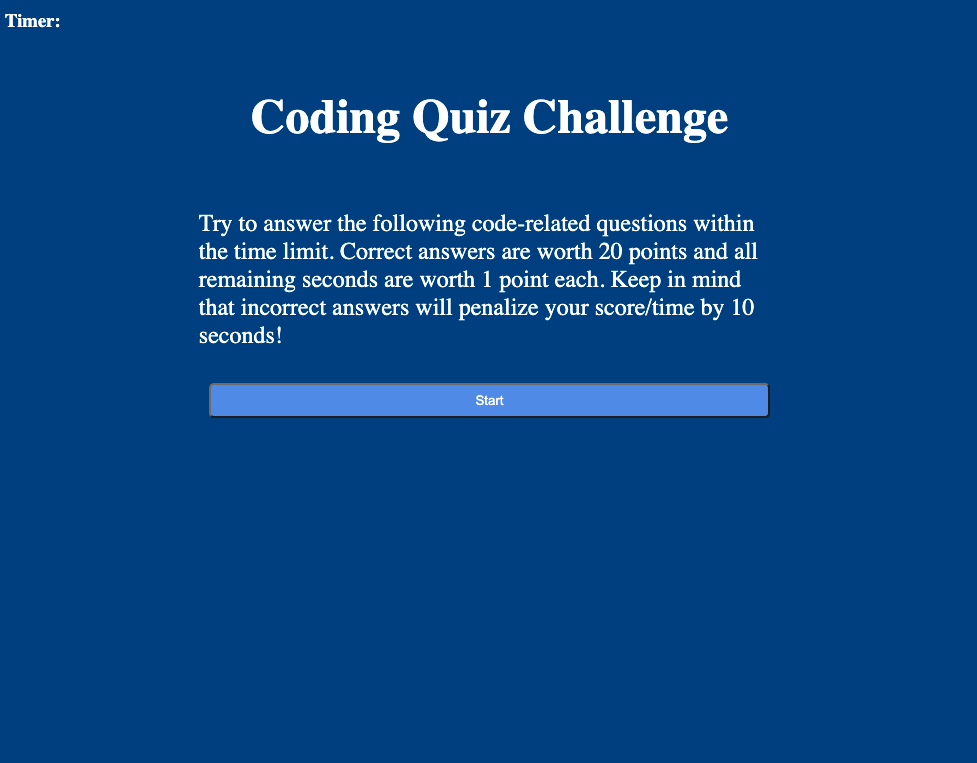 Timer:
Coding Quiz Challenge
Try to answer the following code-related questions within
the time limit. Correct answers are worth 20 points and all
remaining seconds are worth 1 point each. Keep in mind
that incorrect answers will penalize your score/time by 10
seconds!
Start